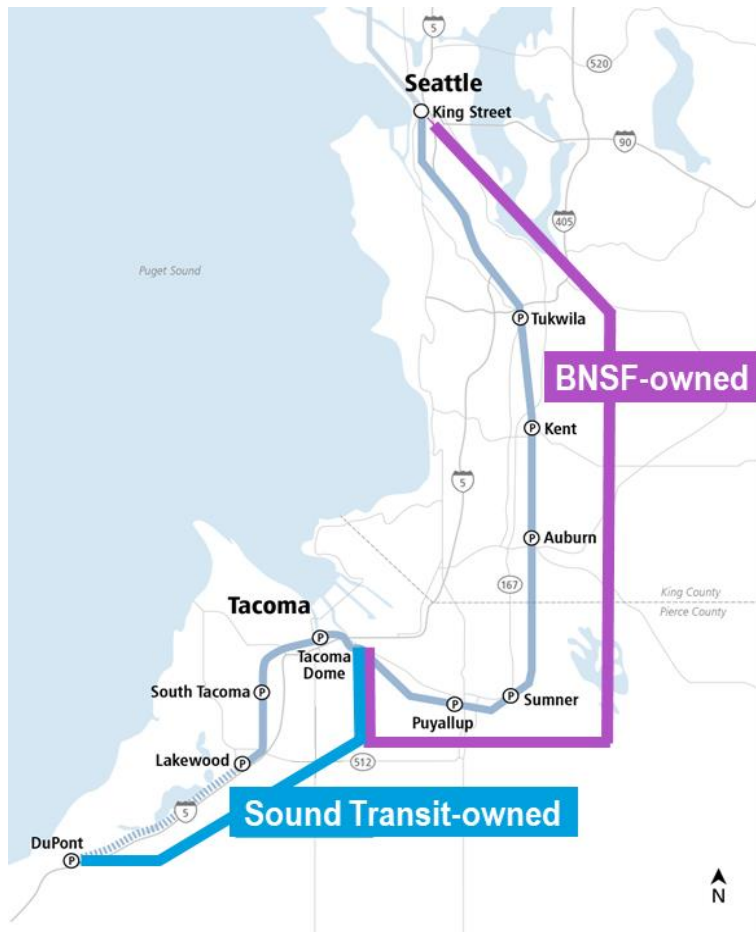 5
520
Seattle
King Street
90
405
Puget Sound
Tukwila
P
BNSF-owned
P
Kent
5
P
Auburn
167
King County
Pierce County
Tacoma
P
Tacoma
Dome
South Tacoma
P
P
Sumner
P
Puyallup
Lakewood
P
512
5
Sound Transit-owned
DuPont
P
N